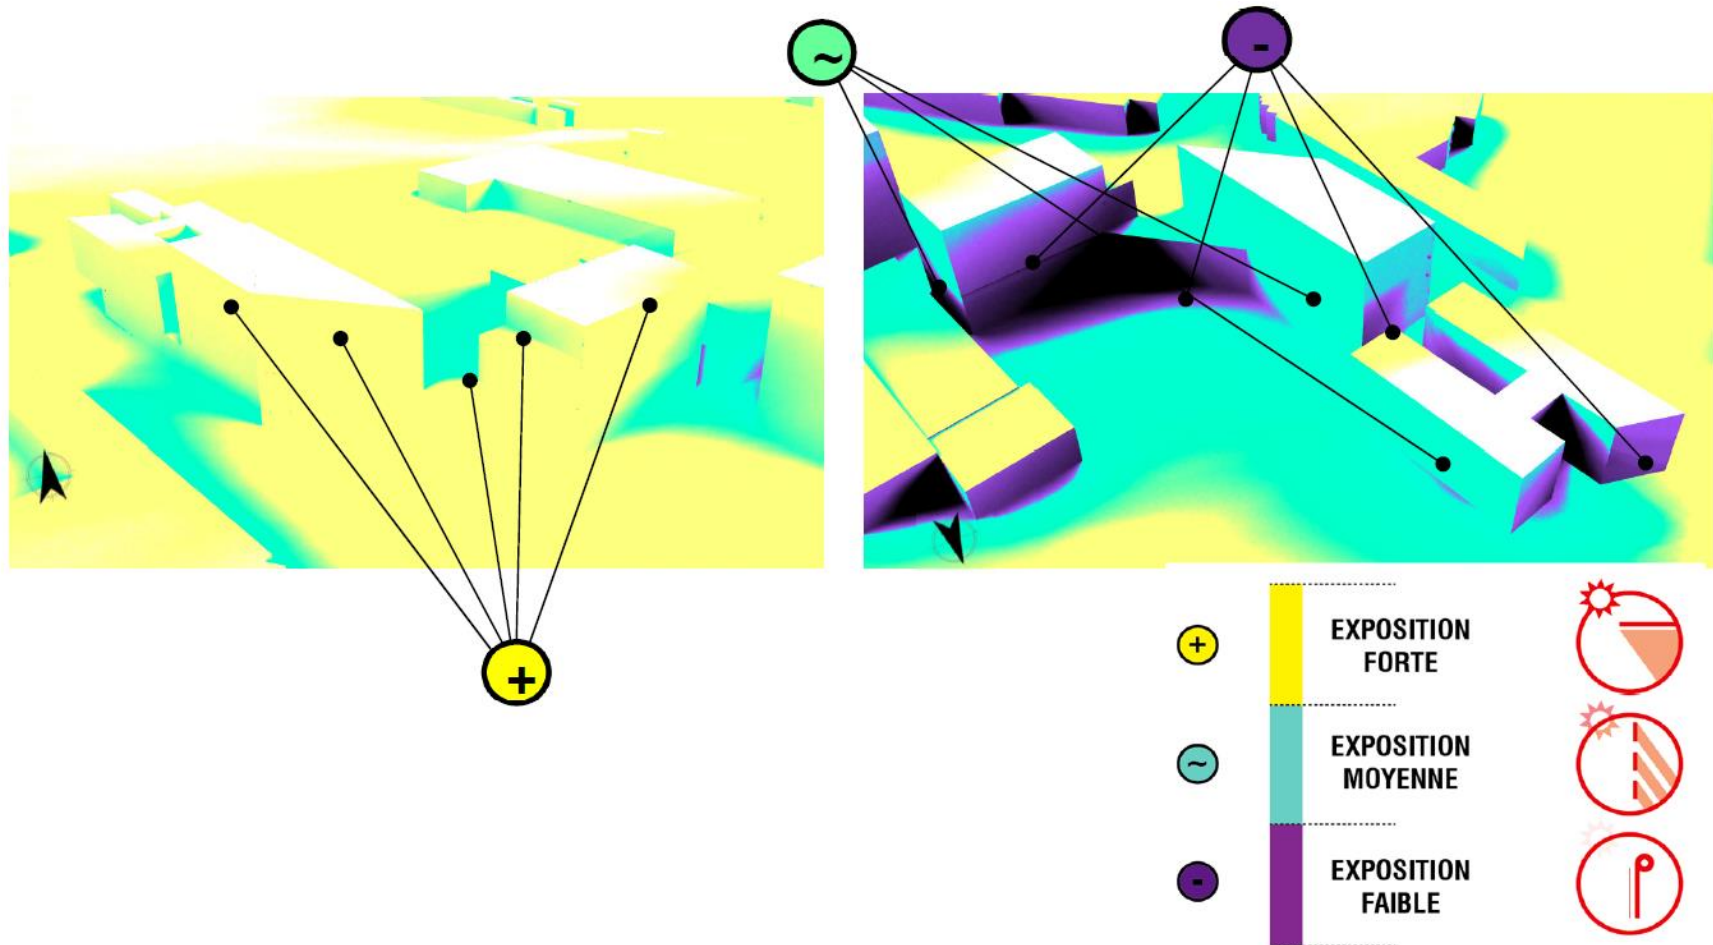 ~
-
+
+
EXPOSITION
FORTE
~
EXPOSITION
MOYENNE
-
EXPOSITION
FAIBLE